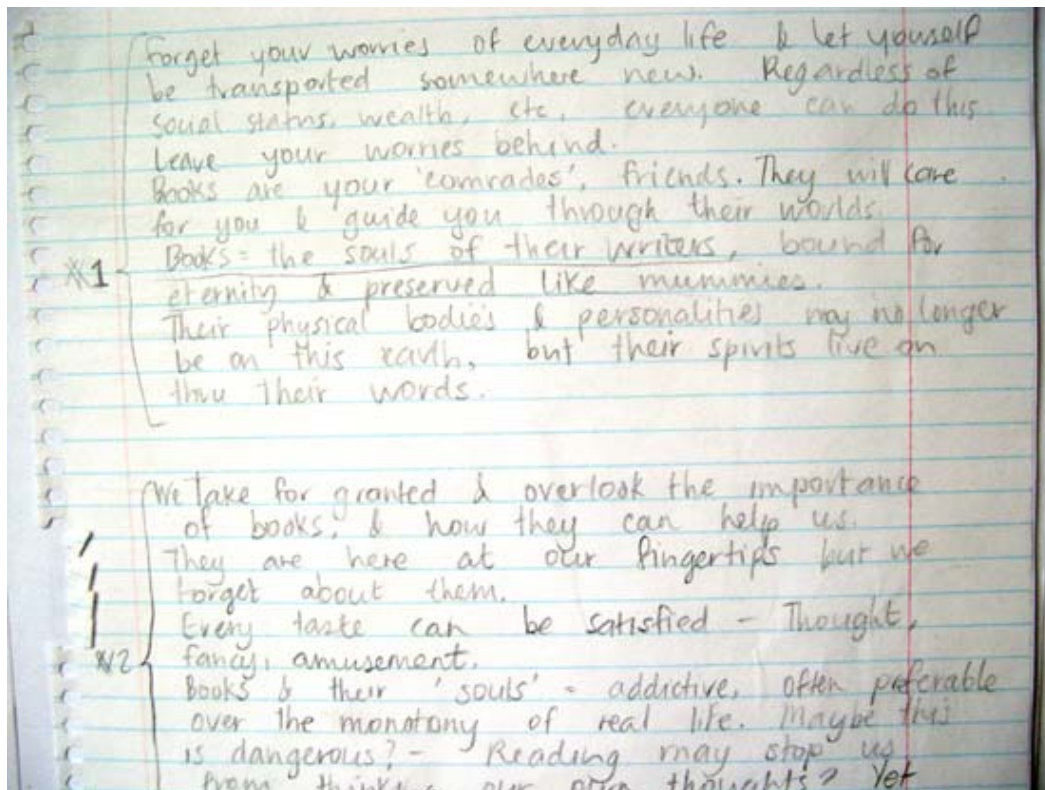 Forget your worries of everyday life & let yourself
be transported somewhere new. Regardless of
social status, wealth, etc, everyone can do this
Leave your worries behind.
Books are your 'comrades', friends. They will care
for you & guide you through their worlds.
※1 Books = the souls of their writers, bound for
eternity & preserved like mummies.
Their physical bodies & personalities may no longer
be on this earth, but their spirits live on
thru their words.
We take for granted & overlook the importance
of books, & how they can help us.
They are here at our fingertips but we
forget about them.
Every taste can be satisfied - Thought,
※2 fancy, amusement.
Books & their 'souls' = addictive, often preferable
over the monotony of real life. Maybe this
is dangerous? - Reading may stop us
from thinking our own thoughts? Yet